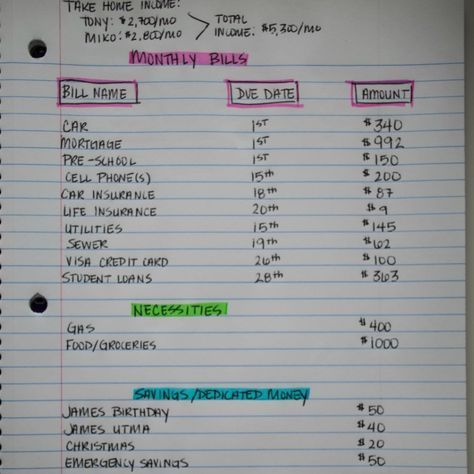 TAKE HOME INCOME:
TONY: $2,700/MO TOTAL
MIKO: $2,800/MO INCOME: $5,300/MO
MONTHLY BILLS
BILL NAME DUE DATE AMOUNT
CAR 1ST $340
MORTGAGE 1ST $992
PRE-SCHOOL 1ST $150
CELL PHONE(S) 15th $200
CAR INSURANCE 18th $87
LIFE INSURANCE 20th $9
UTILITIES 15th $145
SEWER 19th $62
VISA CREDIT CARD 26th $100
STUDENT LOANS 28th $363
NECESSITIES
GAS $400
FOOD/GROCERIES $1000
SAVINGS/DEDICATED MONEY
JAMES BIRTHDAY $50
JAMES UTMA $40
CHRISTMAS $20
EMERGENCY SAVINGS $50